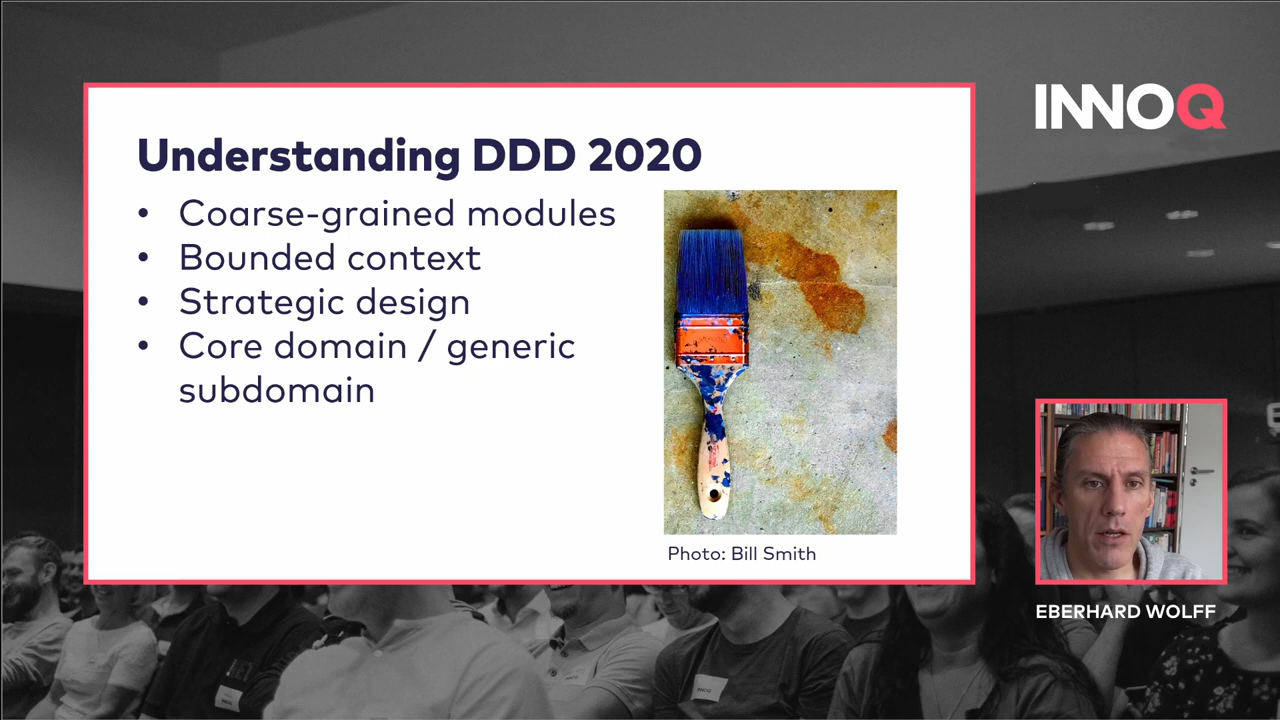 INNOQ
Understanding DDD 2020
• Coarse-grained modules
• Bounded context
• Strategic design
• Core domain / generic
subdomain
Photo: Bill Smith
EBERHARD WOLFF
INNOQ